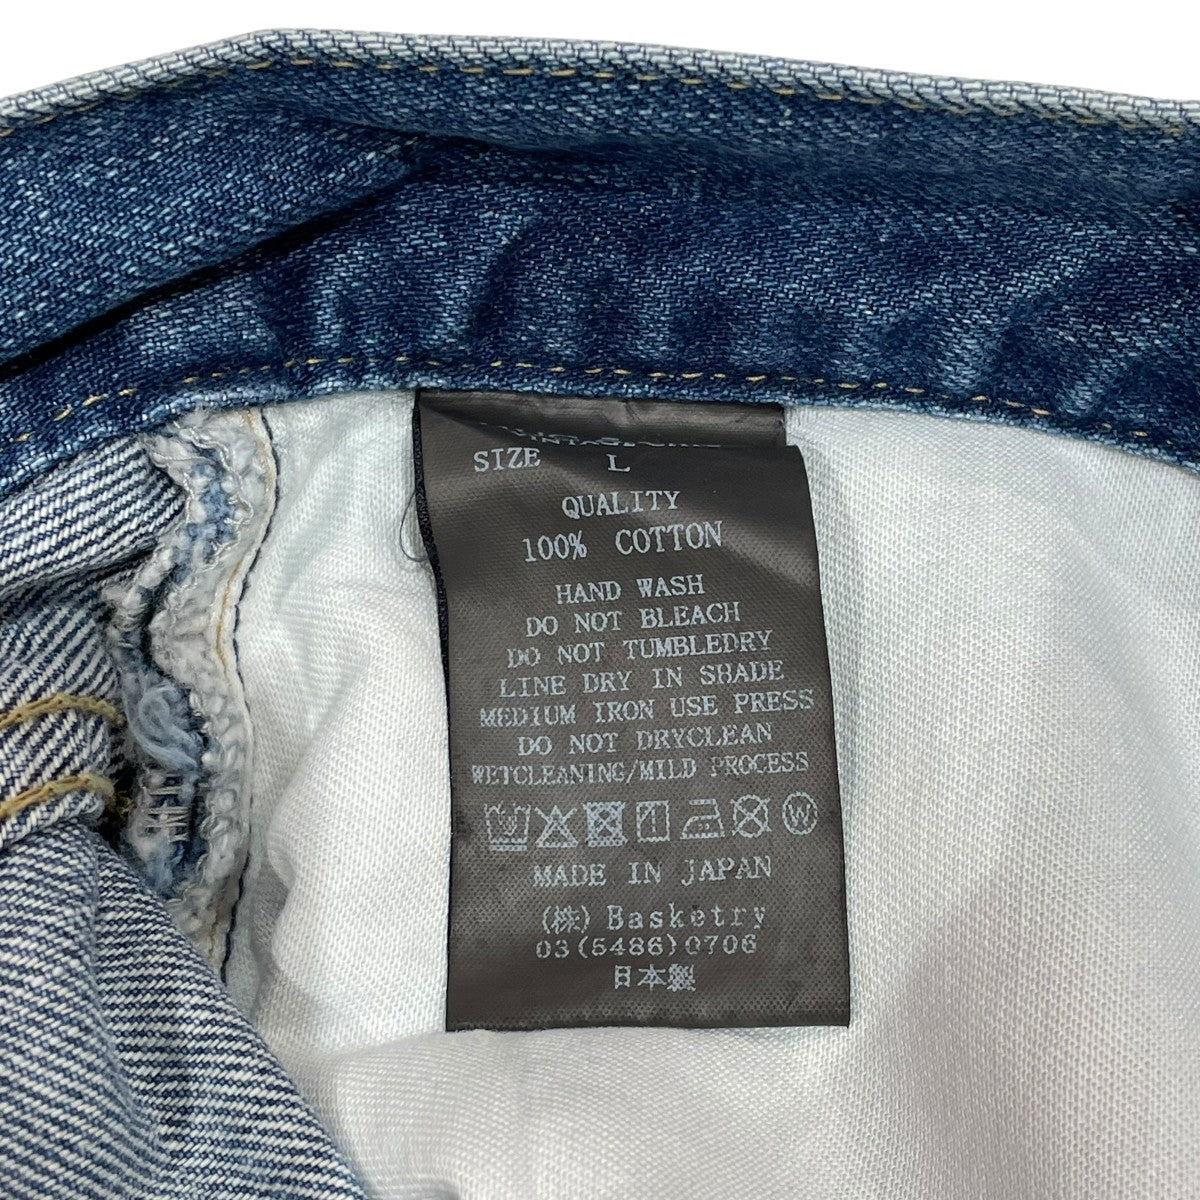 SIZE L
QUALITY
100% COTTON
HAND WASH
DO NOT BLEACH
DO NOT TUMBLEDRY
LINE DRY IN SHADE
MEDIUM IRON USE PRESS
DO NOT DRYCLEAN
WETCLEANING/MILD PROCESS
W
MADE IN JAPAN
(株) Basketry
03(5486)0706
日本製